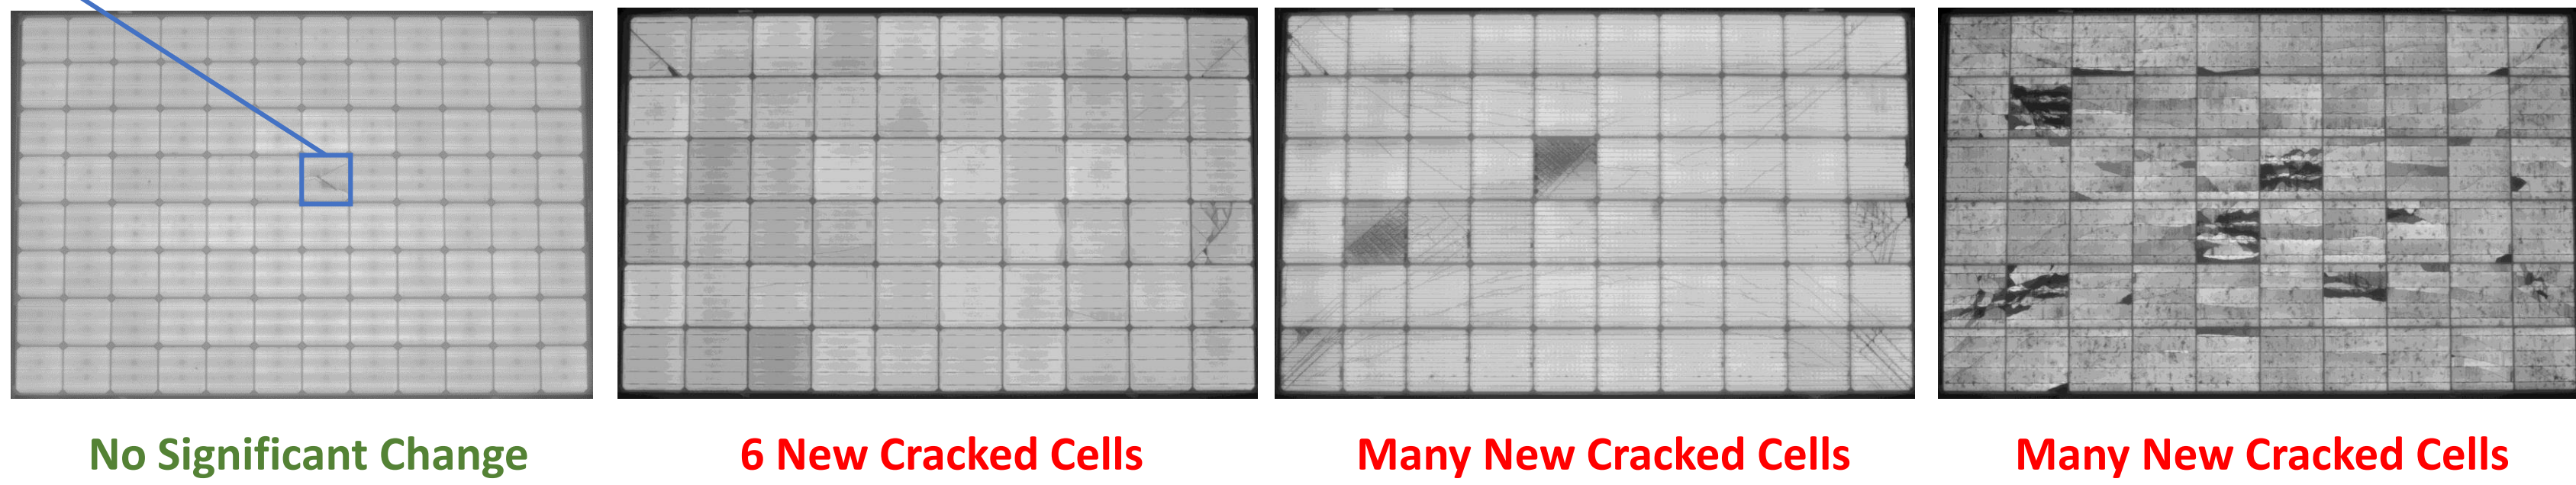 No Significant Change
6 New Cracked Cells
Many New Cracked Cells
Many New Cracked Cells